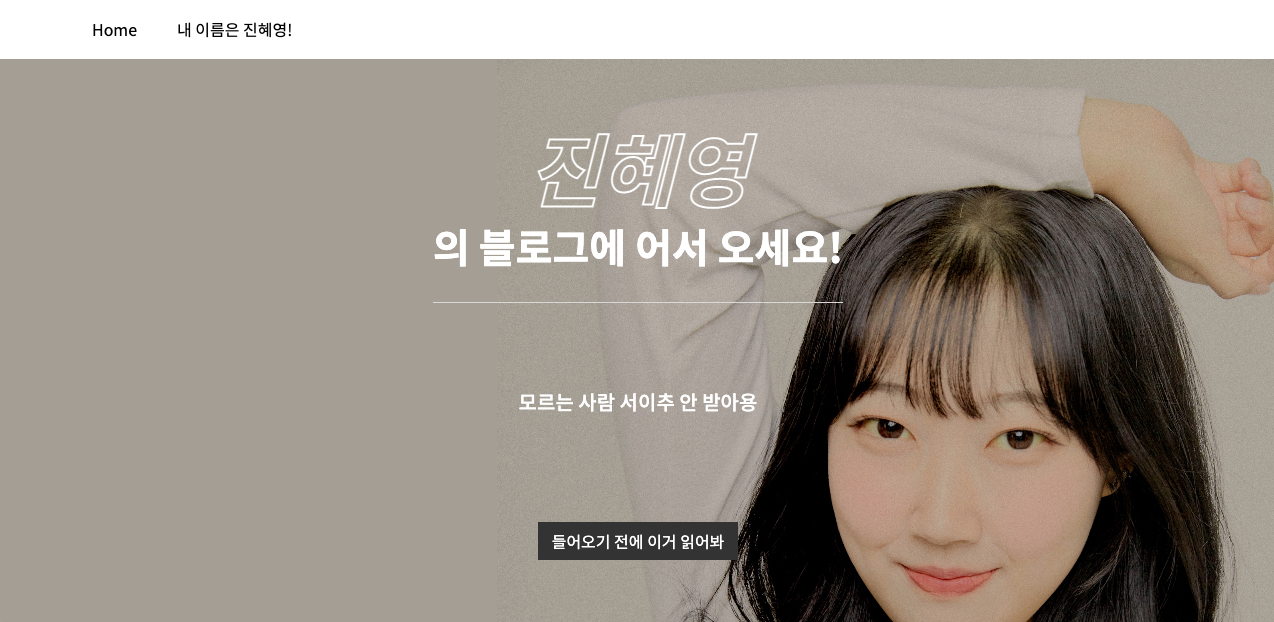 Home 내 이름은 진혜영!
진혜영
의 블로그에 어서 오세요!
모르는 사람 서이추 안 받아용
들어오기 전에 이거 읽어봐